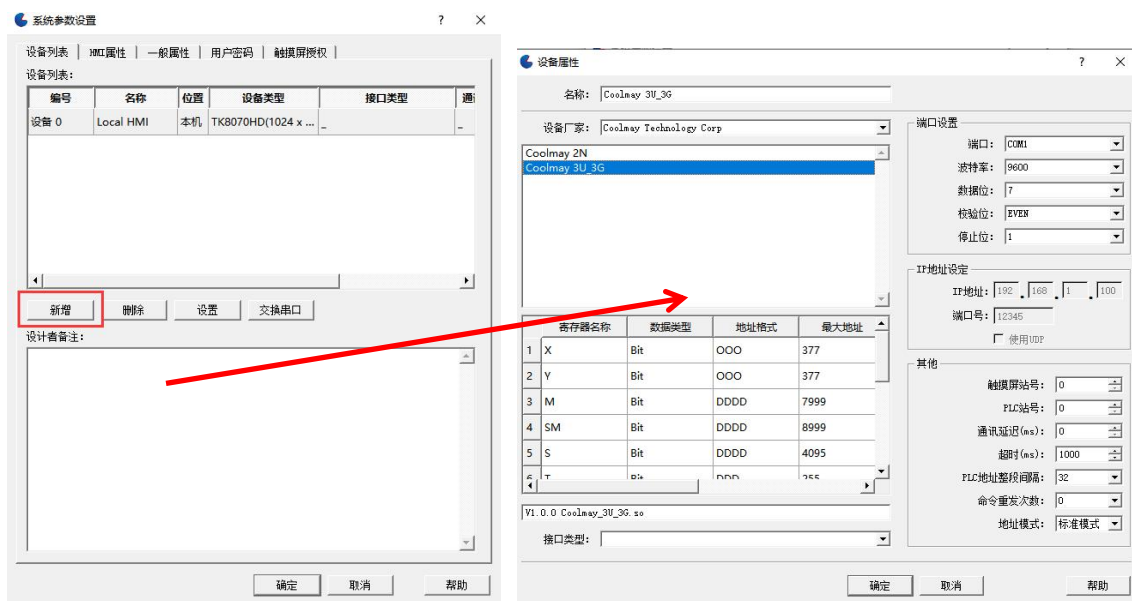 系统参数设置 ? ×
设备列表 | HMI属性 | 一般属性 | 用户密码 | 触摸屏授权 |
设备列表:
编号 名称 位置 设备类型 接口类型
设备 0 Local HMI 本机 TK8070HD(1024 x ... _ _
新增 删除 设置 交换串口
设计者备注:
确定 取消 帮助
设备属性 ? ×
名称: Coolmay 3U_3G
设备厂家: Coolmay Technology Corp
Coolmay 2N
Coolmay 3U_3G
寄存器名称 数据类型 地址格式 最大地址
1 X Bit OOO 377
2 Y Bit OOO 377
3 M Bit DDDD 7999
4 SM Bit DDDD 8999
5 S Bit DDDD 4095
6 T Bit DDD 255
V1.0.0 Coolmay_3U_3G.so
接口类型:
端口设置
端口: COM1
波特率: 9600
数据位: 7
校验位: EVEN
停止位: 1
IP地址设定
IP地址: 192 . 168 . 1 . 100
端口号: 12345
使用UDP
其他
触摸屏站号: 0
PLC站号: 0
通讯延迟(ms): 0
超时(ms): 1000
PLC地址整段间隔: 32
命令重发次数: 0
地址模式: 标准模式
确定 取消 帮助